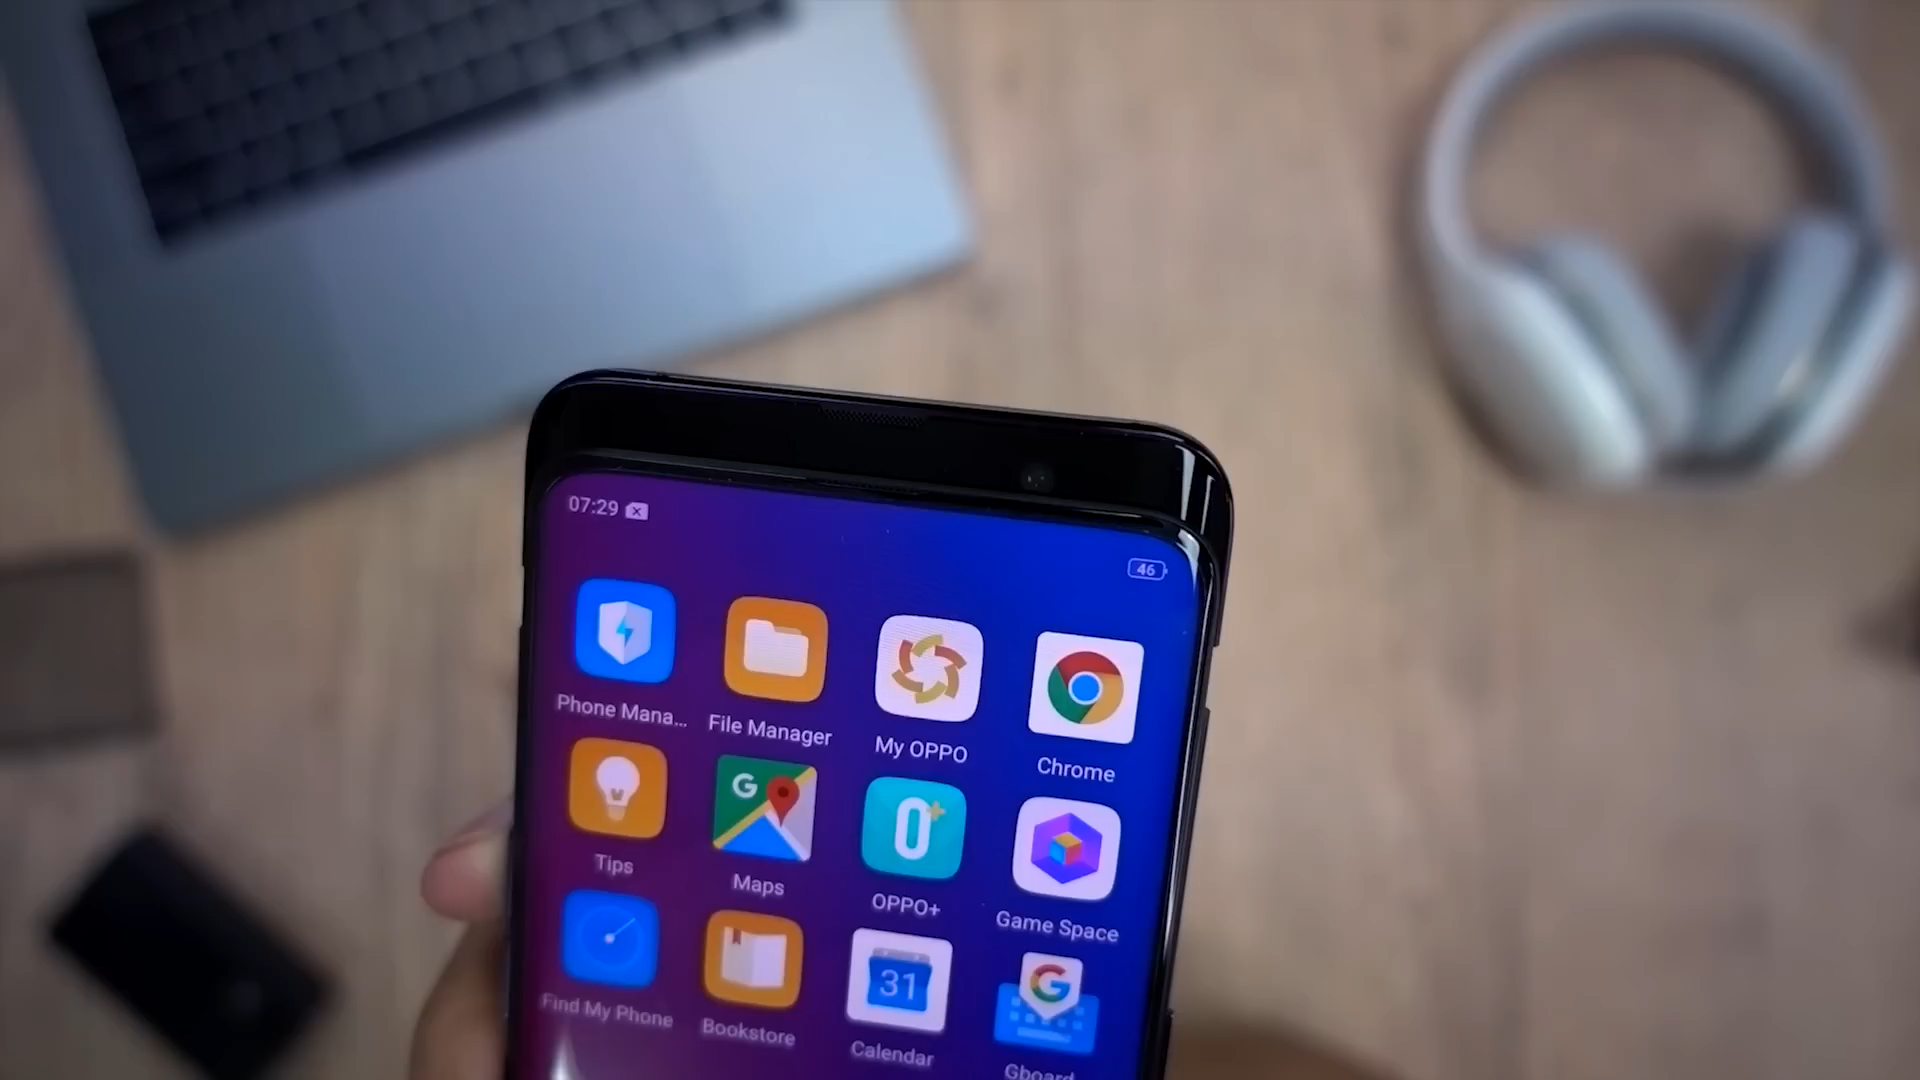 07:29
46
Phone Mana... File Manager My OPPO Chrome
G
O+
Tips Maps OPPO+ Game Space
31
G
Find My Phone Bookstore Calendar Gboard